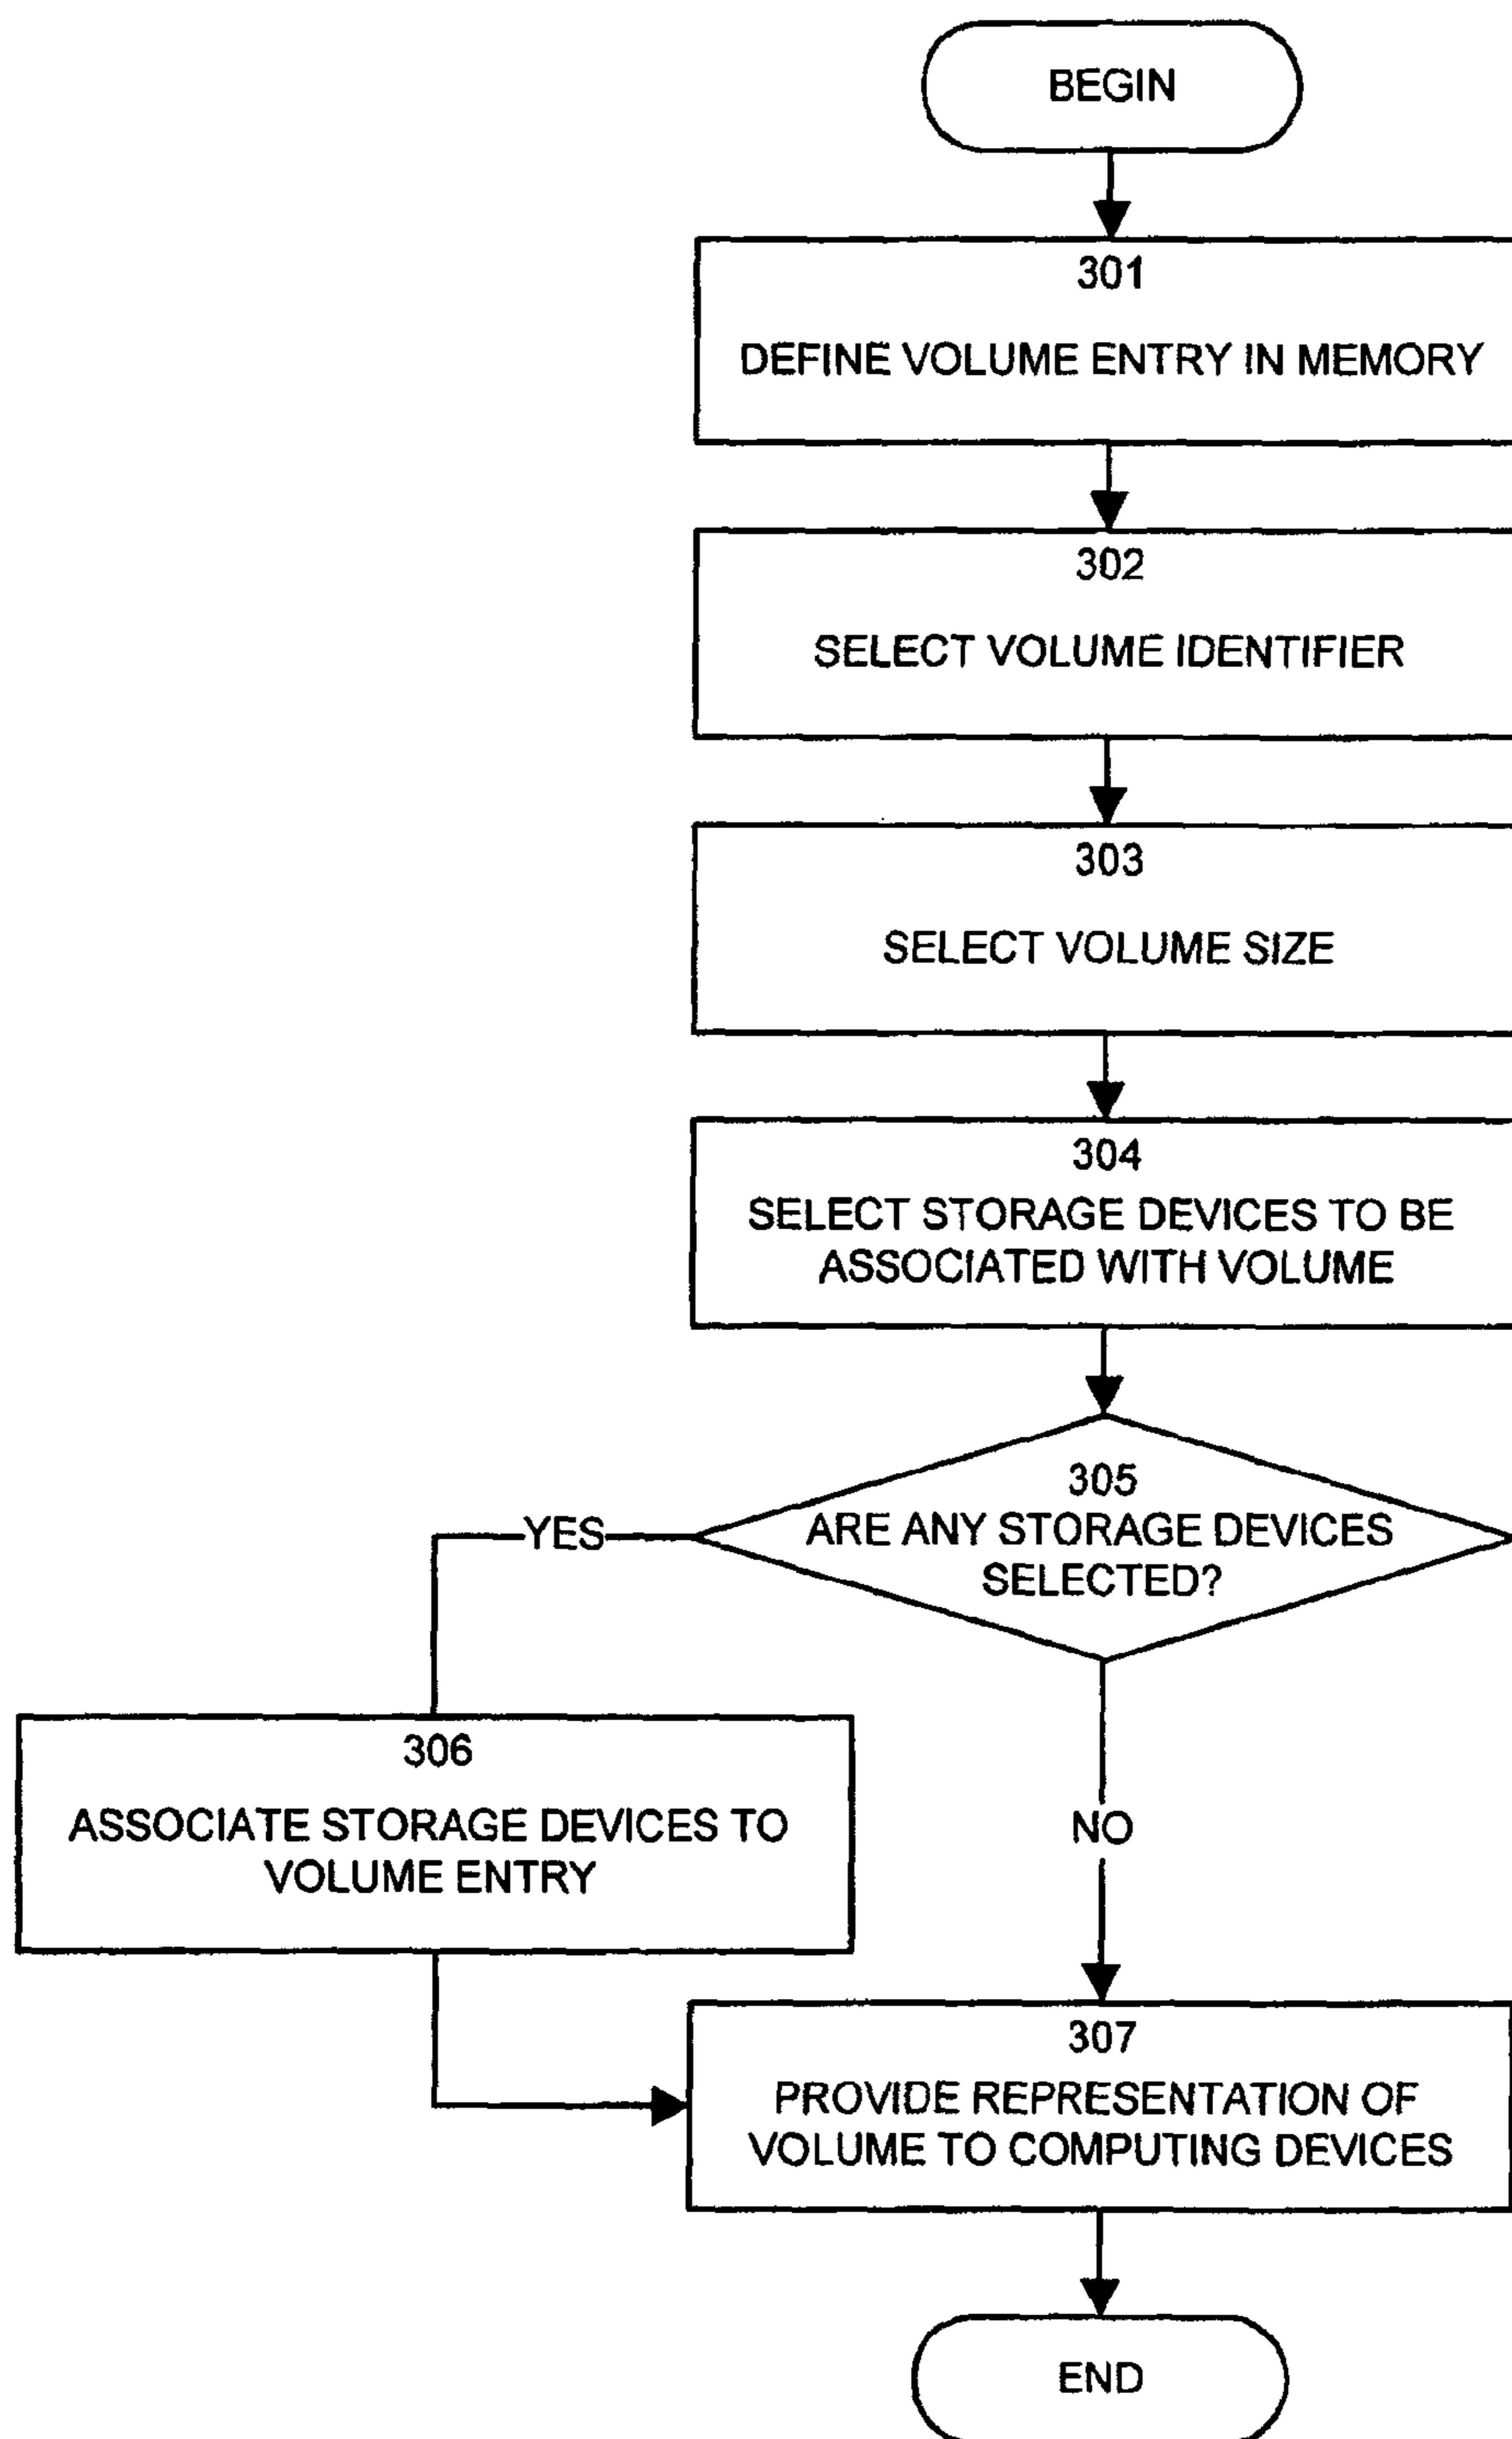 BEGIN
301
DEFINE VOLUME ENTRY IN MEMORY
302
SELECT VOLUME IDENTIFIER
303
SELECT VOLUME SIZE
304
SELECT STORAGE DEVICES TO BE
ASSOCIATED WITH VOLUME
305
ARE ANY STORAGE DEVICES
SELECTED?
YES
306
ASSOCIATE STORAGE DEVICES TO
VOLUME ENTRY
NO
307
PROVIDE REPRESENTATION OF
VOLUME TO COMPUTING DEVICES
END